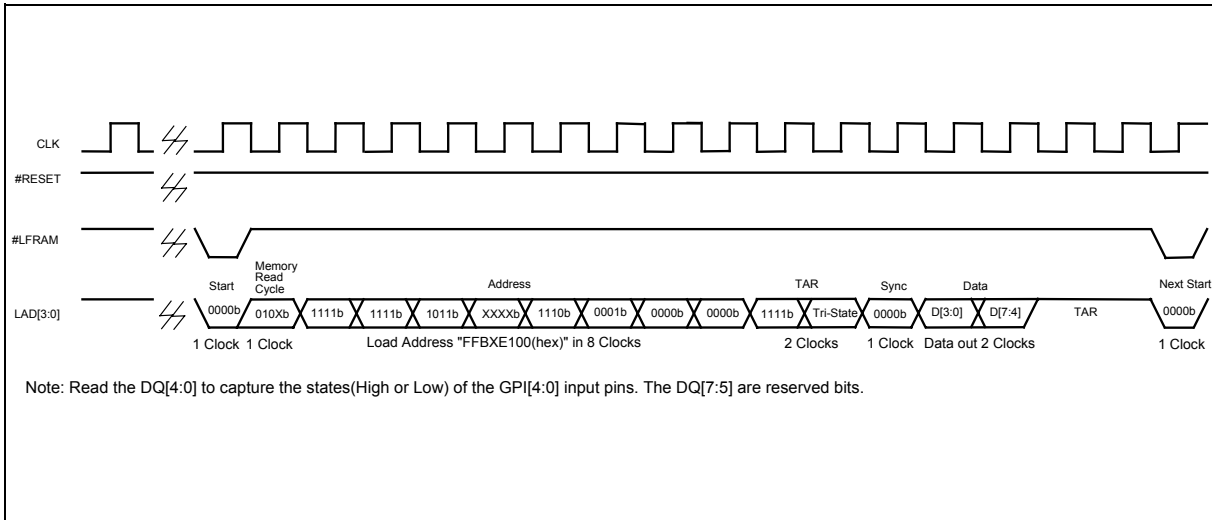 CLK
#RESET
#LFRAM
Memory
Read
Cycle
Start
Address
TAR
Sync
Data
Next Start
LAD[3:0]
0000b
010Xb
1111b
1111b
1011b
XXXXb
1110b
0001b
0000b
0000b
1111b
Tri-State
0000b
D[3:0]
D[7:4]
TAR
0000b
1 Clock
1 Clock
Load Address "FFBXE100(hex)" in 8 Clocks
2 Clocks
1 Clock
Data out 2 Clocks
1 Clock
Note: Read the DQ[4:0] to capture the states(High or Low) of the GPI[4:0] input pins. The DQ[7:5] are reserved bits.